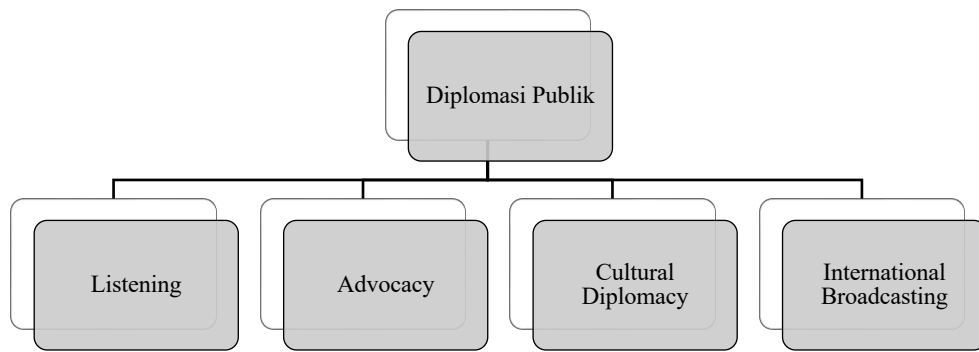 Diplomasi Publik
Listening
Advocacy
Cultural
Diplomacy
International
Broadcasting